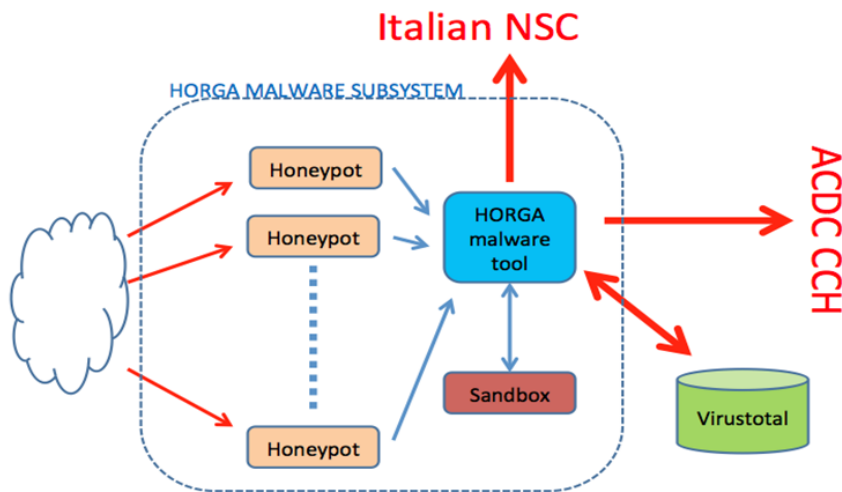 Italian NSC
HORGA MALWARE SUBSYSTEM
Honeypot
Honeypot
HORGA
malware
tool
ACDC CCH
Sandbox
Virustotal
Honeypot